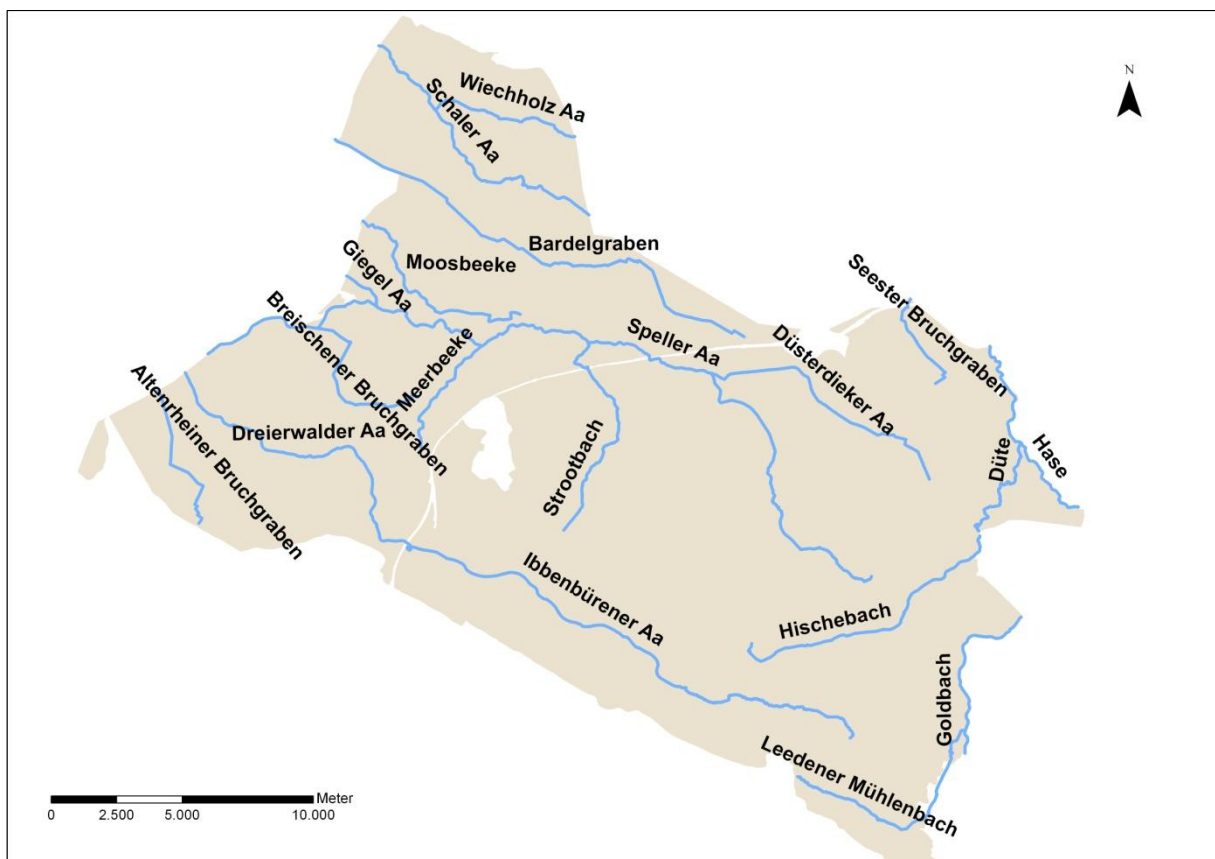 N
Wiechholz Aa
Schaler Aa
Bardelgraben
Moosbeeke
Giegel Aa
Seester Bruchgraben
Breischener Bruchgraben
Speller Aa
Meerbeeke
Düsterdieker Aa
Altenrheiner Bruchgraben
Dreierwalder Aa
Strootbach
Düte
Hase
Ibbenbürener Aa
Hischebach
Goldbach
Leedener Mühlenbach
Meter
0 2.500 5.000 10.000